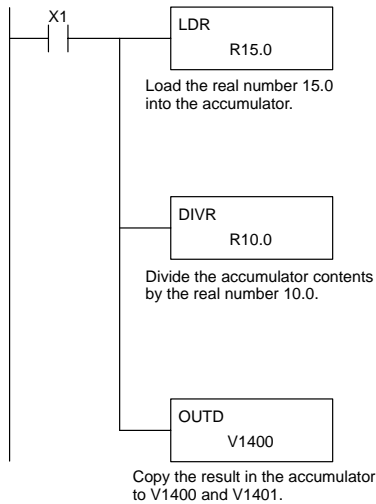 X1
LDR
R15.0
Load the real number 15.0
into the accumulator.
DIVR
R10.0
Divide the accumulator contents
by the real number 10.0.
OUTD
V1400
Copy the result in the accumulator
to V1400 and V1401.